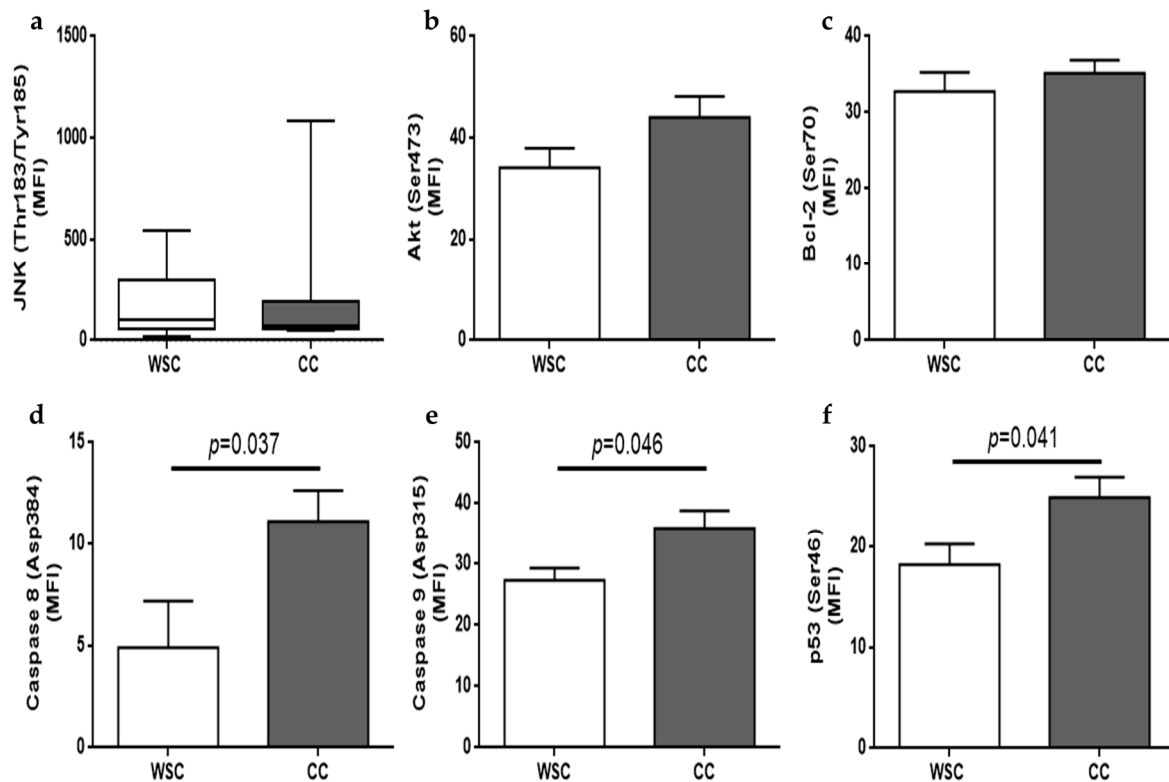 a
JNK (Thr183/Tyr185)
(MFI)
1500
1000
500
0
WSC
CC
b
Akt (Ser473)
(MFI)
60
40
20
0
WSC
CC
c
Bcl-2 (Ser70)
(MFI)
40
30
20
10
0
WSC
CC
d
Caspase 8 (Asp384)
(MFI)
15
10
5
0
p=0.037
WSC
CC
e
Caspase 9 (Asp315)
(MFI)
50
40
30
20
10
0
p=0.046
WSC
CC
f
p53 (Ser46)
(MFI)
30
20
10
0
p=0.041
WSC
CC